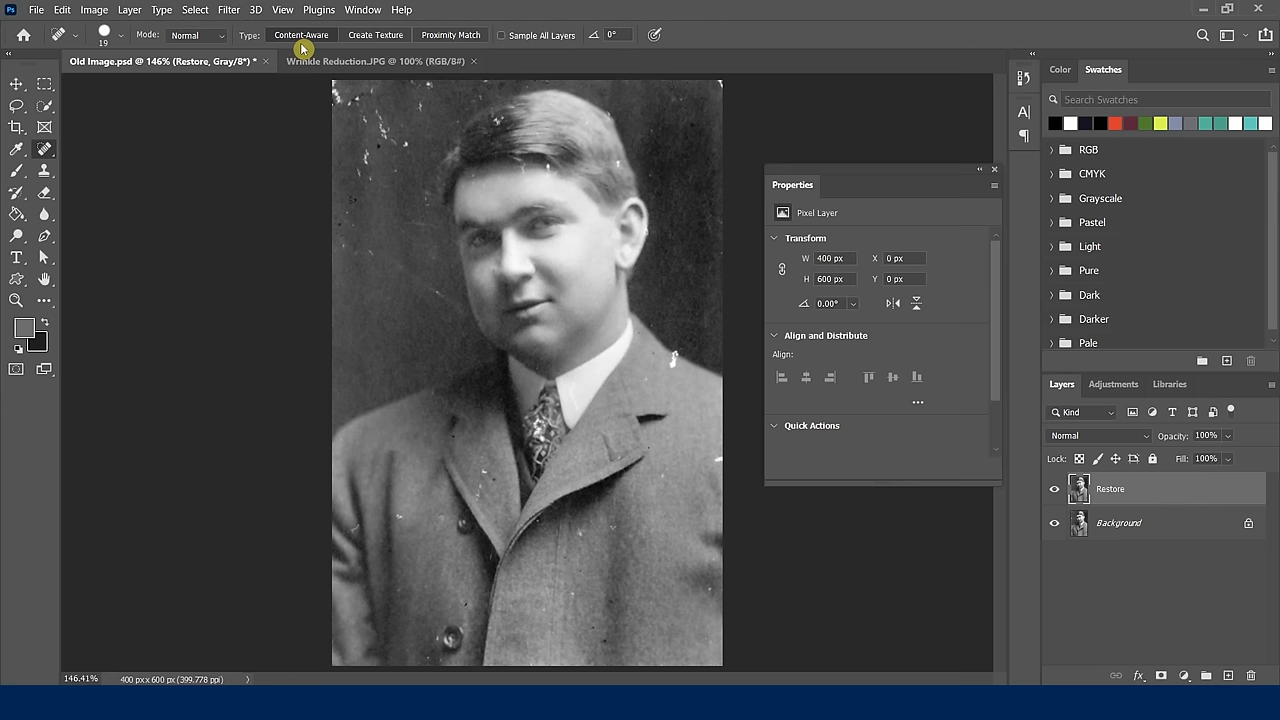 Ps File Edit Image Layer Type Select Filter 3D View Plugins Window Help
19 Mode: Normal Type: Content-Aware Create Texture Proximity Match Sample All Layers 0°
Old Image.psd @ 146% (Restore, Gray/8*) * × Wrinkle Reduction.JPG @ 100% (RGB/8#) ×
Color Swatches
Search Swatches
RGB
CMYK
Grayscale
Pastel
Light
Pure
Dark
Darker
Pale
Properties
Pixel Layer
Transform
W 400 px X 0 px
H 600 px Y 0 px
0.00°
Align and Distribute
Align:
Quick Actions
Layers Adjustments Libraries
Kind
Normal Opacity: 100%
Lock: Fill: 100%
Restore
Background
146.41% 400 px x 600 px (399.778 ppi)